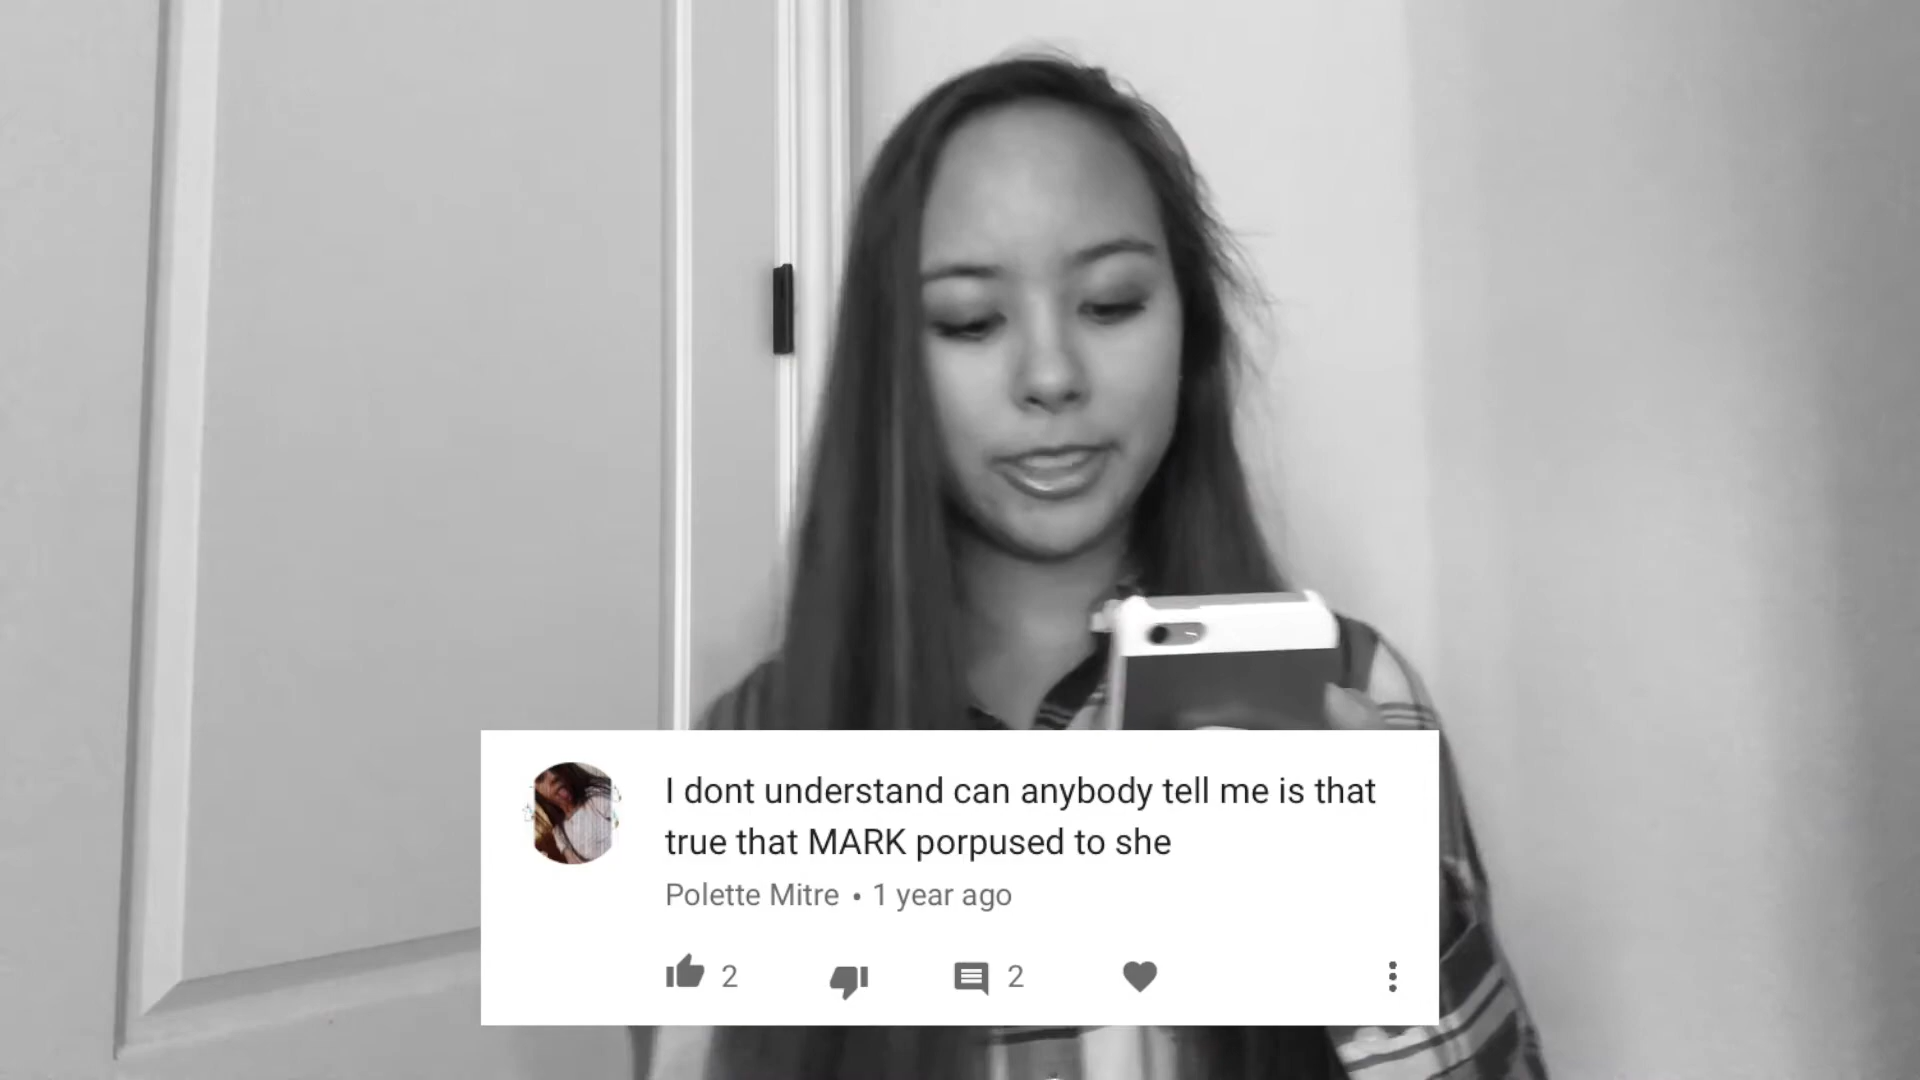 I dont understand can anybody tell me is that
true that MARK porpused to she
Polette Mitre • 1 year ago
2
2